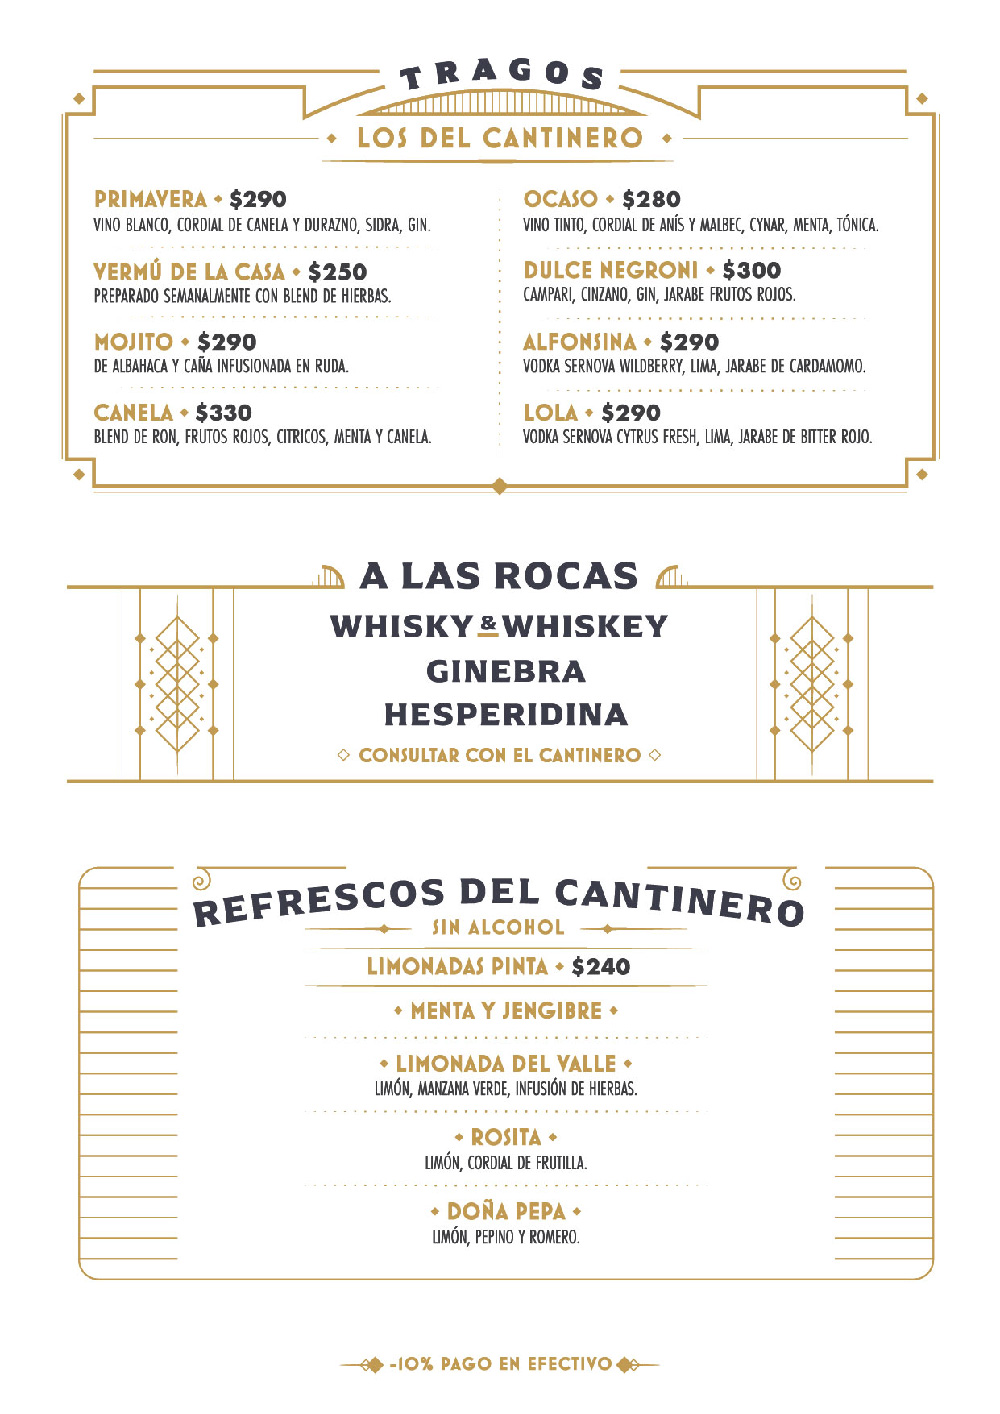 TRAGOS
LOS DEL CANTINERO
PRIMAVERA • $290
VINO BLANCO, CORDIAL DE CANELA Y DURAZNO, SIDRA, GIN.
VERMÚ DE LA CASA • $250
PREPARADO SEMANALMENTE CON BLEND DE HIERBAS.
MOJITO • $290
DE ALBAHACA Y CAÑA INFUSIONADA EN RUDA.
CANELA • $330
BLEND DE RON, FRUTOS ROJOS, CITRICOS, MENTA Y CANELA.
OCASO • $280
VINO TINTO, CORDIAL DE ANÍS Y MALBEC, CYNAR, MENTA, TÓNICA.
DULCE NEGRONI • $300
CAMPARI, CINZANO, GIN, JARABE FRUTOS ROJOS.
ALFONSINA • $290
VODKA SERNOVA WILDBERRY, LIMA, JARABE DE CARDAMOMO.
LOLA • $290
VODKA SERNOVA CYTRUS FRESH, LIMA, JARABE DE BITTER ROJO.
A LAS ROCAS
WHISKY & WHISKEY
GINEBRA
HESPERIDINA
CONSULTAR CON EL CANTINERO
REFRESCOS DEL CANTINERO
SIN ALCOHOL
LIMONADAS PINTA • $240
• MENTA Y JENGIBRE •
• LIMONADA DEL VALLE •
LIMÓN, MANZANA VERDE, INFUSIÓN DE HIERBAS.
• ROSITA •
LIMÓN, CORDIAL DE FRUTILLA.
• DOÑA PEPA •
LIMÓN, PEPINO Y ROMERO.
-10% PAGO EN EFECTIVO